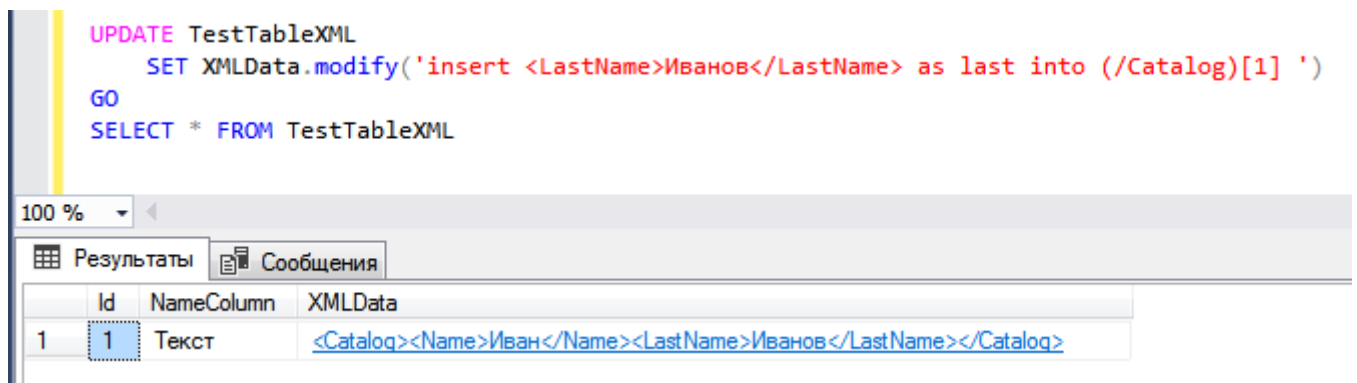 UPDATE TestTableXML
SET XMLData.modify('insert <LastName>Иванов</LastName> as last into (/Catalog)[1] ')
GO
SELECT * FROM TestTableXML
100 %
Результаты Сообщения
Id NameColumn XMLData
1 1 Текст <Catalog><Name>Иван</Name><LastName>Иванов</LastName></Catalog>